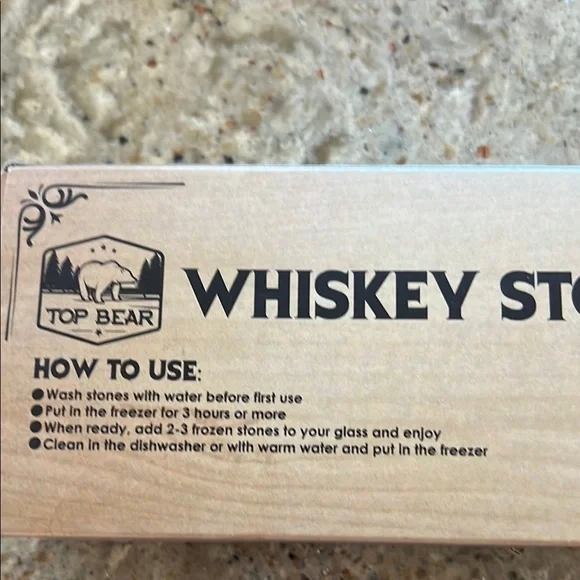 TOP BEAR
WHISKEY STO
HOW TO USE:
●Wash stones with water before first use
●Put in the freezer for 3 hours or more
●When ready, add 2-3 frozen stones to your glass and enjoy
●Clean in the dishwasher or with warm water and put in the freezer